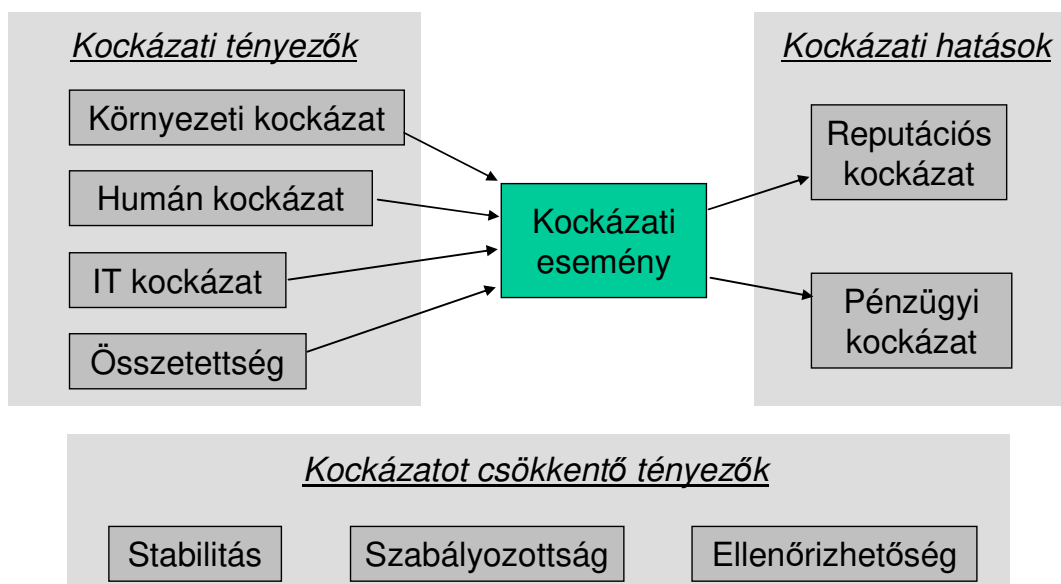 Kockázati tényezők
Környezeti kockázat
Humán kockázat
IT kockázat
Összetettség
Kockázati
esemény
Kockázati hatások
Reputációs
kockázat
Pénzügyi
kockázat
Kockázatot csökkentő tényezők
Stabilitás
Szabályozottság
Ellenőrizhetőség